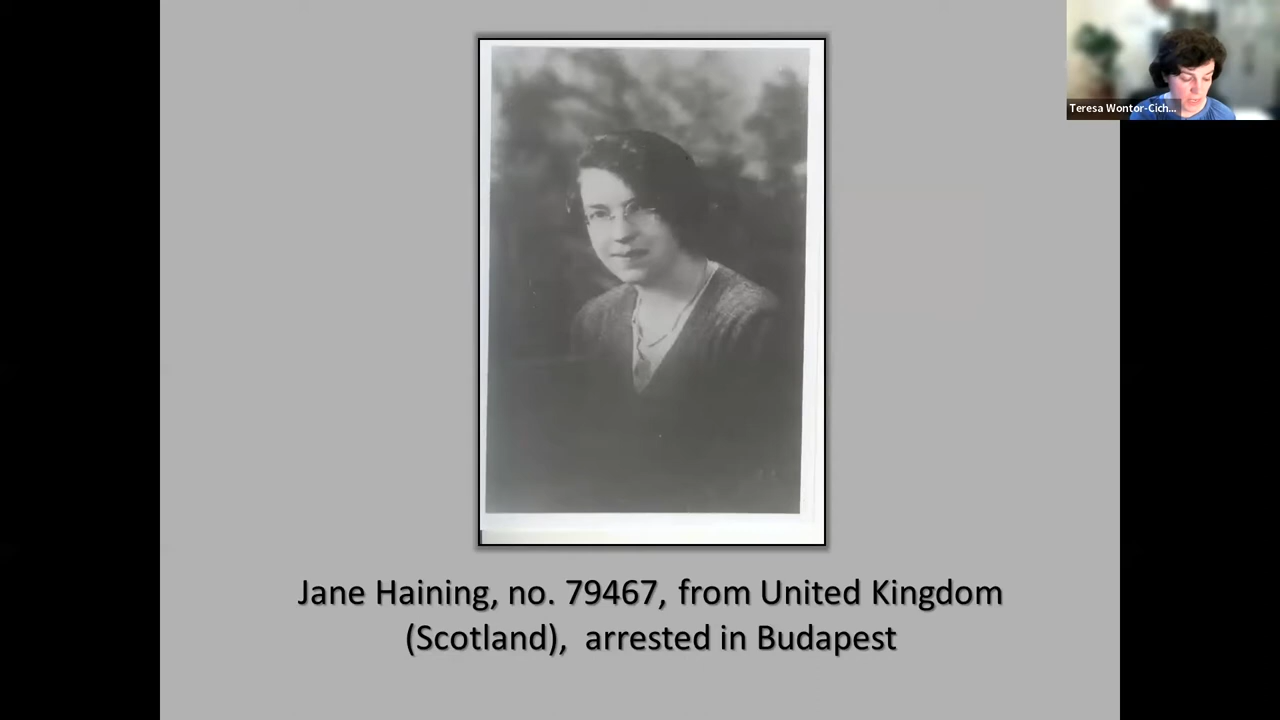 Teresa Wontor-Cich...
Jane Haining, no. 79467, from United Kingdom
(Scotland),  arrested in Budapest